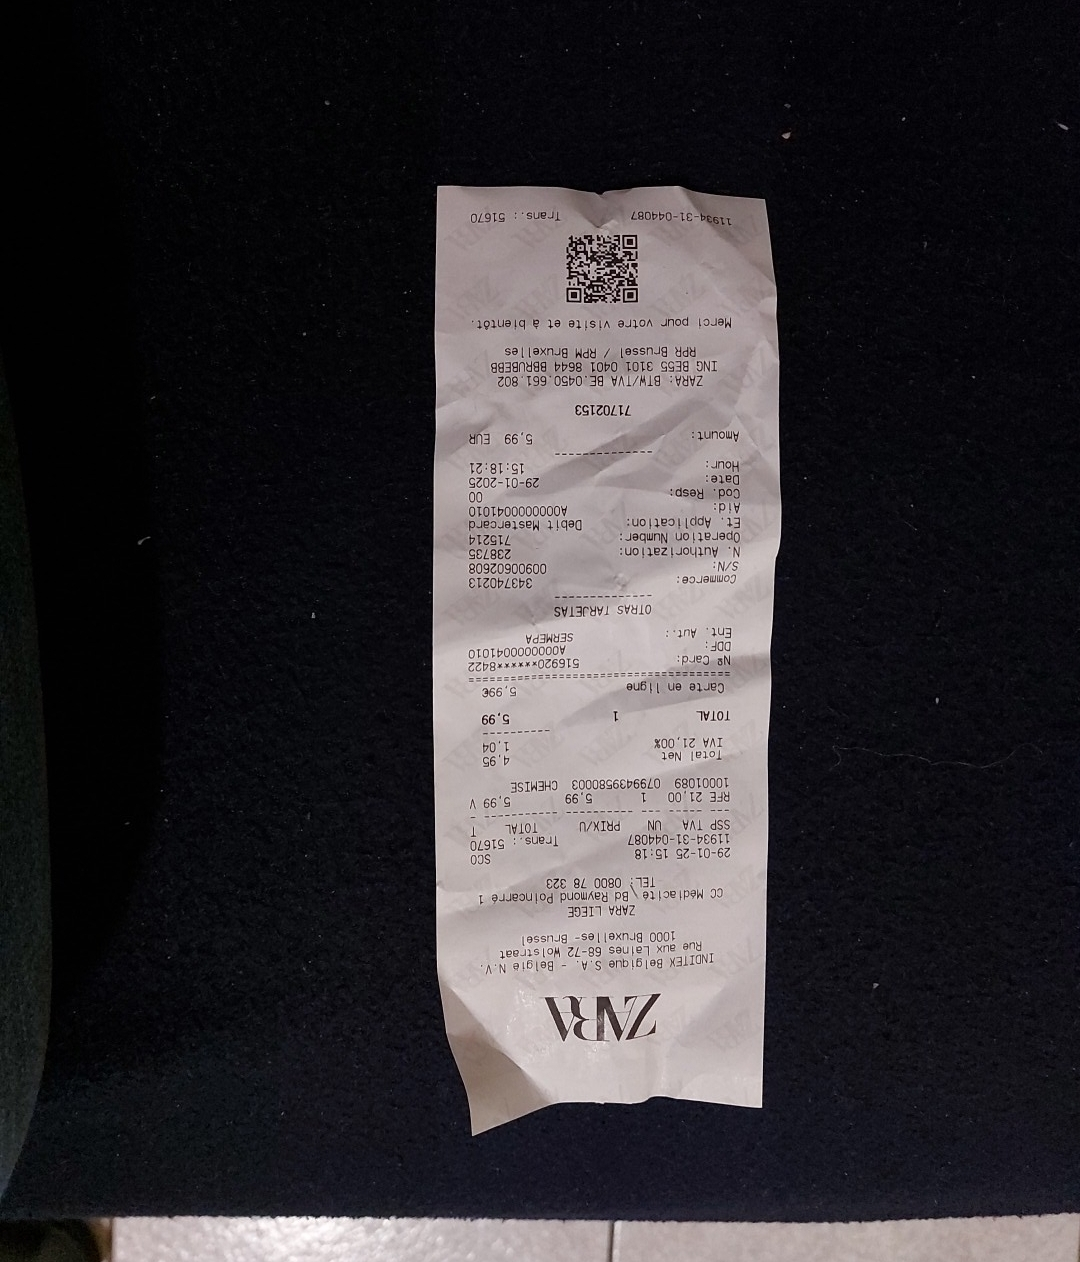 ZARA
INDITEX Belgique S.A. - Belgie N.V.
Rue aux Laines 68-72 Wolstraat
1000 Bruxelles- Brussel
ZARA LIEGE
CC Mediacité \ Bd Raymond Poincarré 1
TEL: 0800 78 323
29-01-25 15:18 SCO
11934-31-044087 Trans.: 51670
SSP TVA UN PRIX/U TOTAL T
RFE 21,00 1 5,99 5,99 V
10001089 0799439580003 CHEMISE
Total Net 4,95
IVA 21,00% 1,04
TOTAL 1 5,99
Carte en ligne 5,99€
Nº Card: 516920*******8422
DDF: A0000000041010
Ent. Aut.: SERMEPA
OTRAS TARJETAS
Commerce: 343740213
S/N: 0090602608
N. Authorization: 238735
Operation Number: 715214
Et. Application: Debit Mastercard
Aid: A0000000041010
Cod. Resp: 00
Date: 29-01-2025
Hour: 15:18:21
Amount: 5,99 EUR
71702153
ZARA: BTW/TVA BE.0450.661.802
ING BE55 3101 0401 8644 BBRUBEBB
RPR Brussel / RPM Bruxelles
Merci pour votre visite et à bientôt.
11934-31-044087 Trans.: 51670